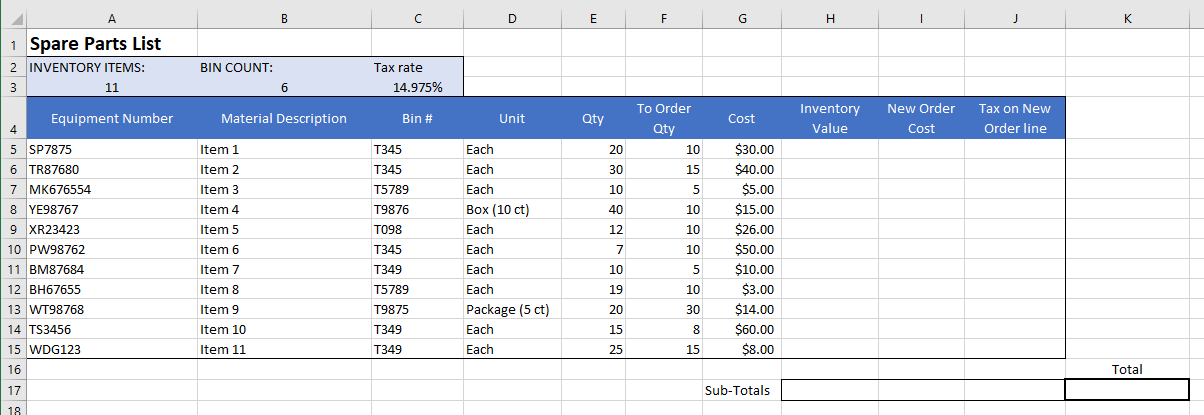 A B C D E F G H I J K
1 Spare Parts List
2 INVENTORY ITEMS: BIN COUNT: Tax rate
3 11 6 14.975%
4 Equipment Number Material Description Bin # Unit Qty To Order Qty Cost Inventory Value New Order Cost Tax on New Order line
5 SP7875 Item 1 T345 Each 20 10 $30.00
6 TR87680 Item 2 T345 Each 30 15 $40.00
7 MK676554 Item 3 T5789 Each 10 5 $5.00
8 YE98767 Item 4 T9876 Box (10 ct) 40 10 $15.00
9 XR23423 Item 5 T098 Each 12 10 $26.00
10 PW98762 Item 6 T345 Each 7 10 $50.00
11 BM87684 Item 7 T349 Each 10 5 $10.00
12 BH67655 Item 8 T5789 Each 19 10 $3.00
13 WT98768 Item 9 T9875 Package (5 ct) 20 30 $14.00
14 TS3456 Item 10 T349 Each 15 8 $60.00
15 WDG123 Item 11 T349 Each 25 15 $8.00
16 Total
17 Sub-Totals
18